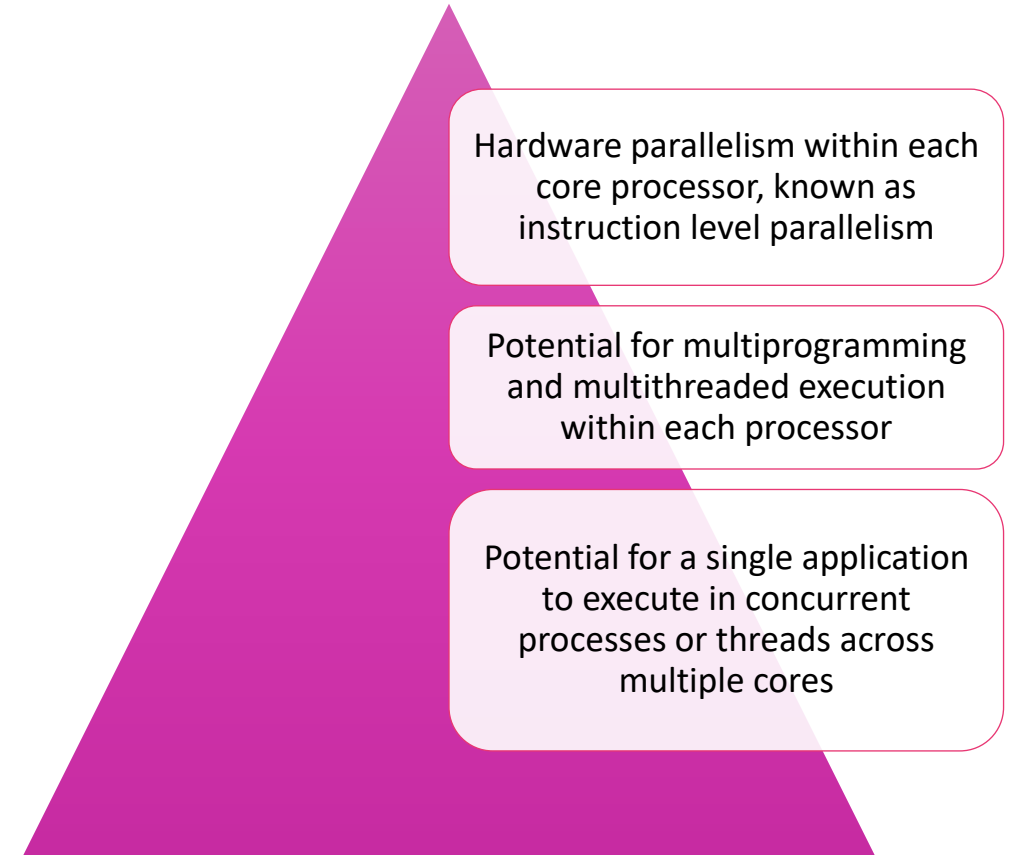 Hardware parallelism within each
core processor, known as
instruction level parallelism
Potential for multiprogramming
and multithreaded execution
within each processor
Potential for a single application
to execute in concurrent
processes or threads across
multiple cores